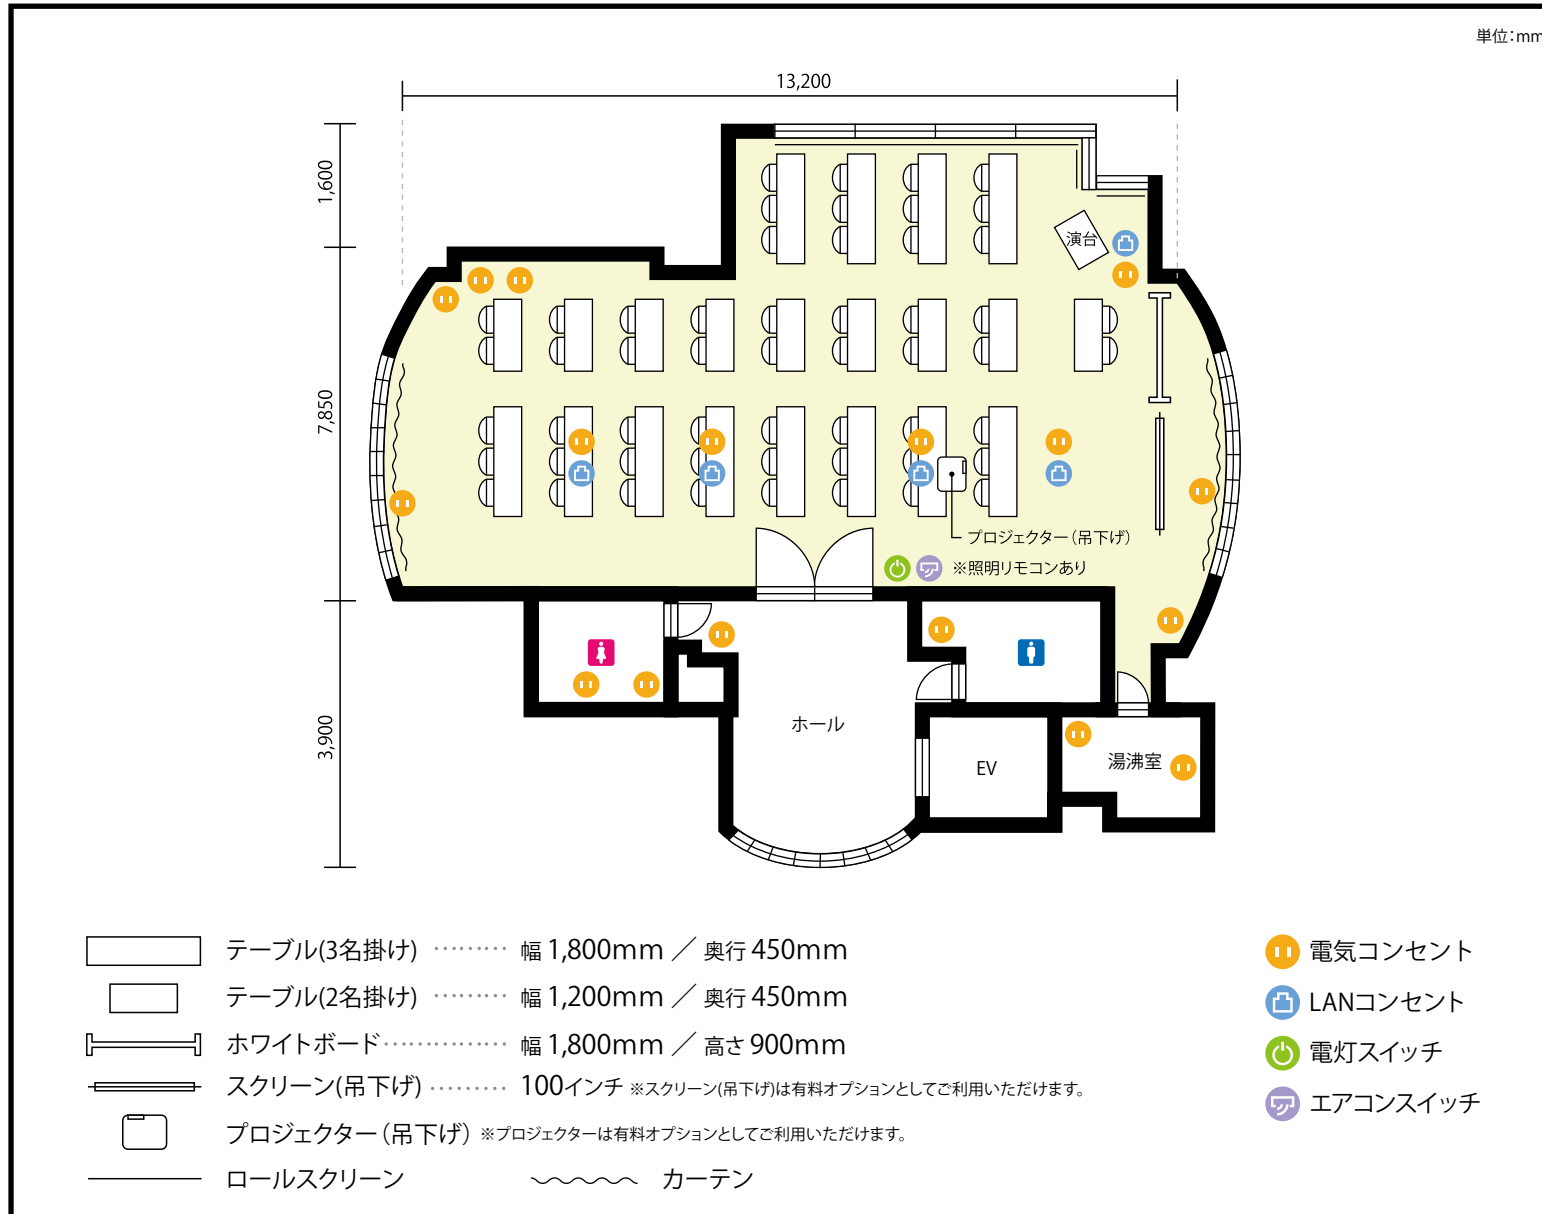 単位：mm
13,200
1,600
7,850
3,900
演台
プロジェクター（吊下げ）
※照明リモコンあり
ホール
EV
湯沸室
テーブル(3名掛け) ········· 幅 1,800mm ／ 奥行 450mm
テーブル(2名掛け) ········· 幅 1,200mm ／ 奥行 450mm
ホワイトボード·············· 幅 1,800mm ／ 高さ 900mm
スクリーン(吊下げ) ········· 100インチ ※スクリーン(吊下げ)は有料オプションとしてご利用いただけます。
プロジェクター（吊下げ） ※プロジェクターは有料オプションとしてご利用いただけます。
ロールスクリーン カーテン
電気コンセント
LANコンセント
電灯スイッチ
エアコンスイッチ